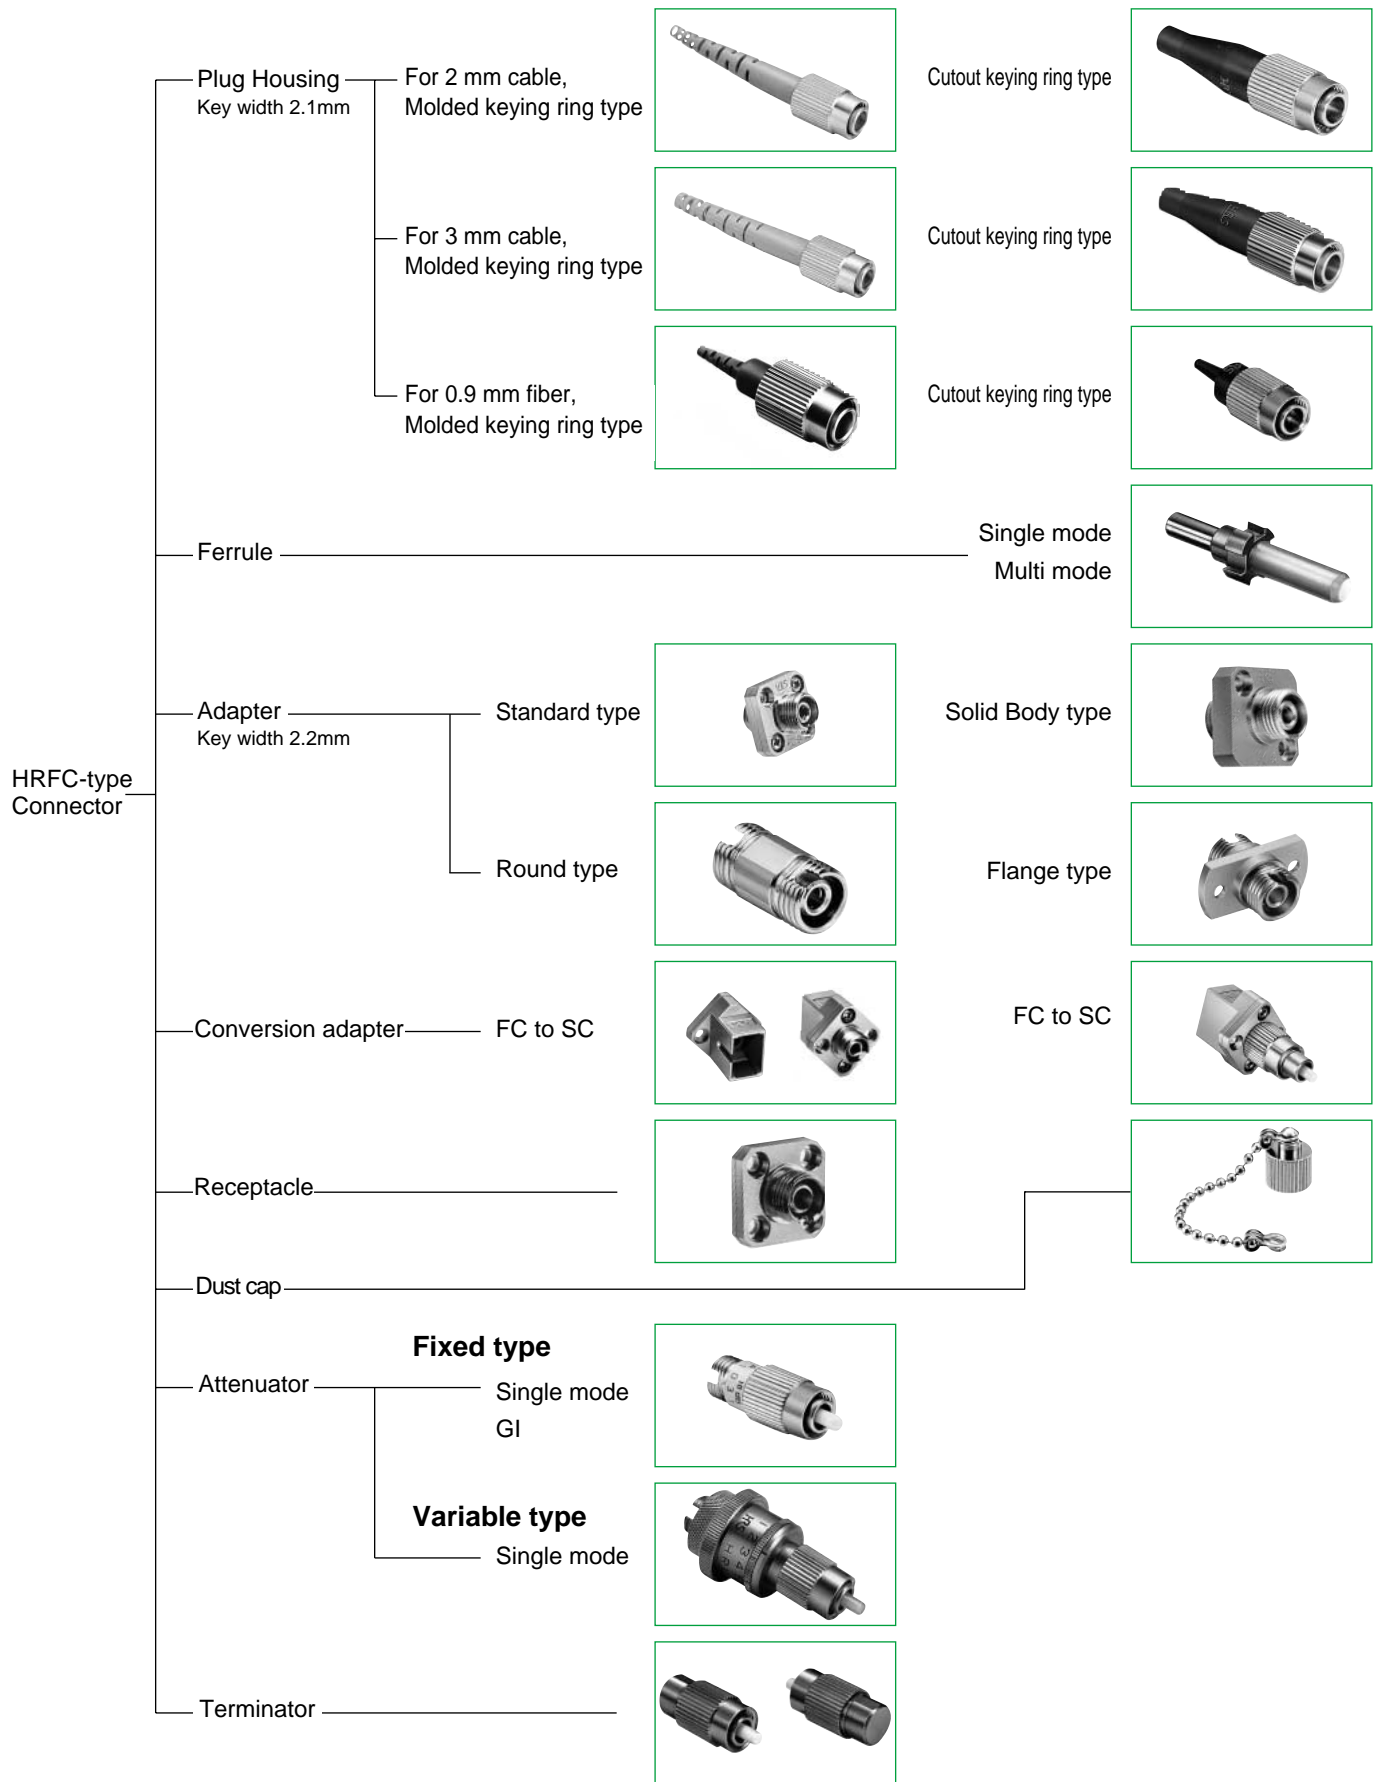 Plug Housing
Key width 2.1mm
For 2 mm cable,
Molded keying ring type
Cutout keying ring type
For 3 mm cable,
Molded keying ring type
Cutout keying ring type
For 0.9 mm fiber,
Molded keying ring type
Cutout keying ring type
Ferrule
Single mode
Multi mode
Adapter
Key width 2.2mm
Standard type
Solid Body type
HRFC-type
Connector
Round type
Flange type
Conversion adapter
FC to SC
FC to SC
Receptacle
Dust cap
Fixed type
Attenuator
Single mode
GI
Variable type
Single mode
Terminator